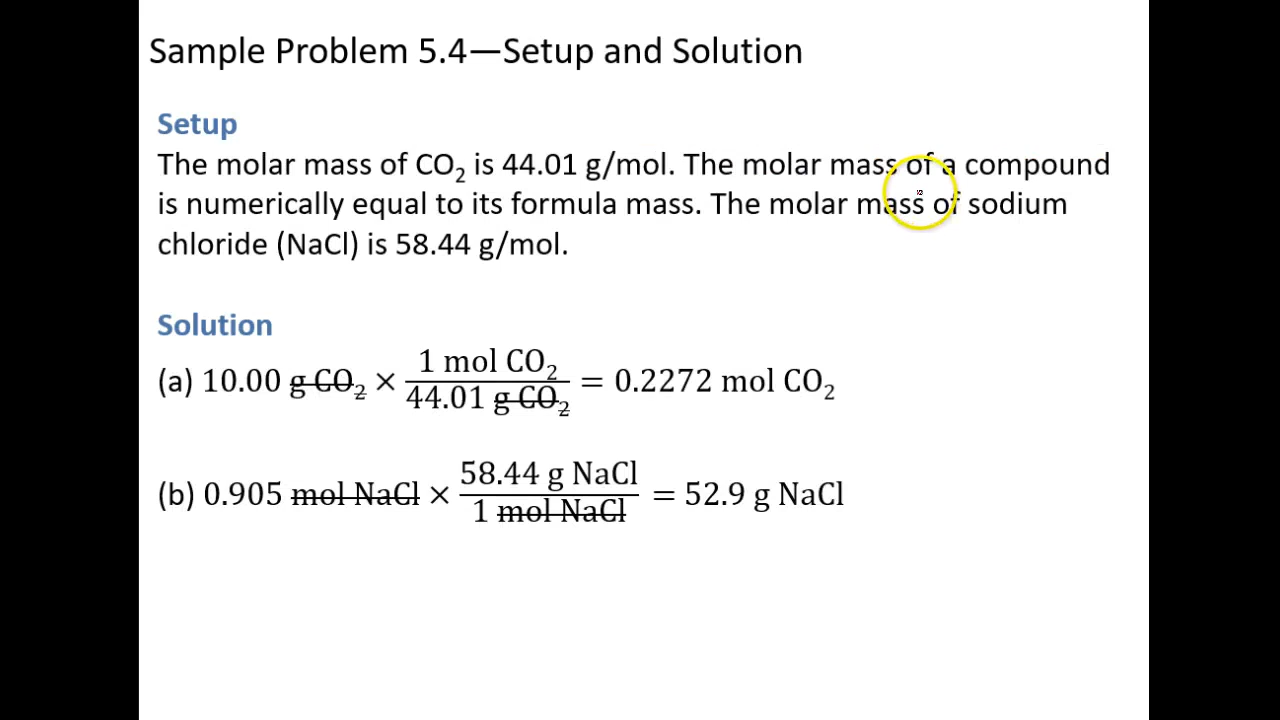 Sample Problem 5.4—Setup and Solution
Setup
The molar mass of CO₂ is 44.01 g/mol. The molar mass of a compound
is numerically equal to its formula mass. The molar mass of sodium
chloride (NaCl) is 58.44 g/mol.
Solution
(a) 10.00 g CO₂ × 1 mol CO₂ / 44.01 g CO₂ = 0.2272 mol CO₂
(b) 0.905 mol NaCl × 58.44 g NaCl / 1 mol NaCl = 52.9 g NaCl